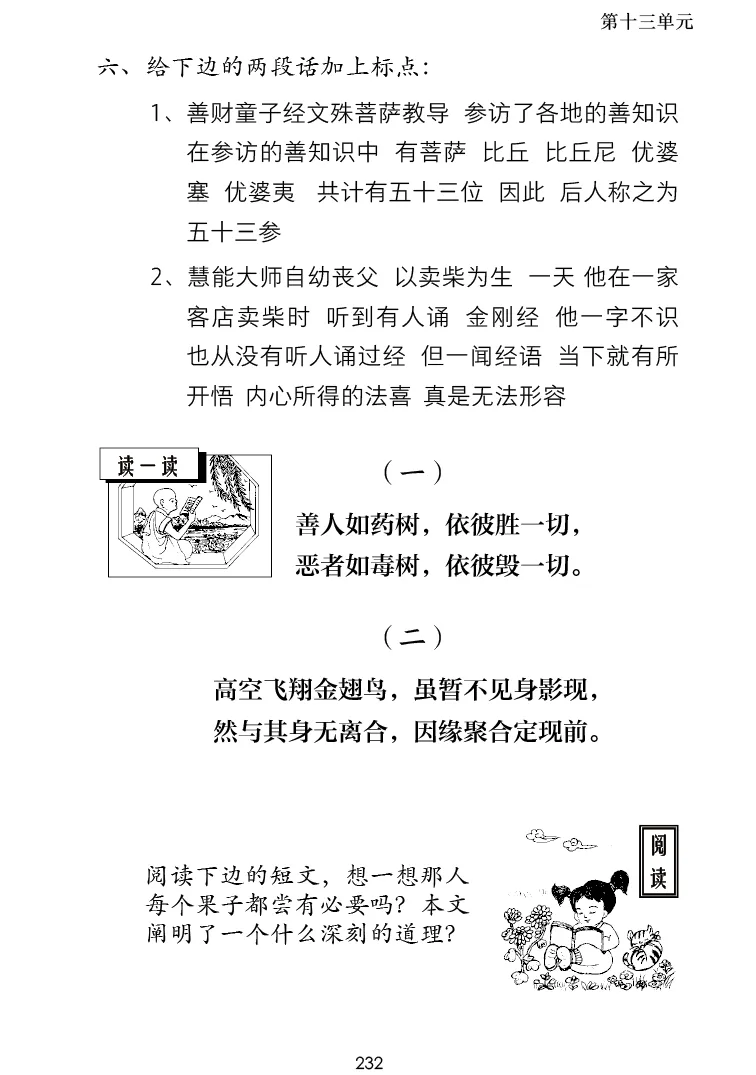 第十三单元
六、给下边的两段话加上标点：
1、善财童子经文殊菩萨教导 参访了各地的善知识
在参访的善知识中 有菩萨 比丘 比丘尼 优婆
塞 优婆夷 共计有五十三位 因此 后人称之为
五十三参
2、慧能大师自幼丧父 以卖柴为生 一天 他在一家
客店卖柴时 听到有人诵 金刚经 他一字不识
也从没有听人诵过经 但一闻经语 当下就有所
开悟 内心所得的法喜 真是无法形容
读一读
（一）
善人如药树，依彼胜一切，
恶者如毒树，依彼毁一切。
（二）
高空飞翔金翅鸟，虽暂不见身影现，
然与其身无离合，因缘聚合定现前。
阅读
阅读下边的短文，想一想那人
每个果子都尝有必要吗？本文
阐明了一个什么深刻的道理？
232